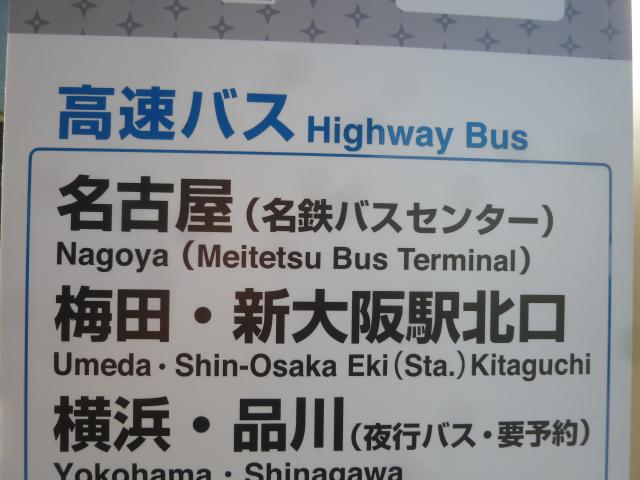 高速バス Highway Bus
名古屋(名鉄バスセンター)
Nagoya (Meitetsu Bus Terminal)
梅田・新大阪駅北口
Umeda・Shin-Osaka Eki(Sta.)Kitaguchi
横浜・品川(夜行バス・要予約)
Yokohama・Shinagawa